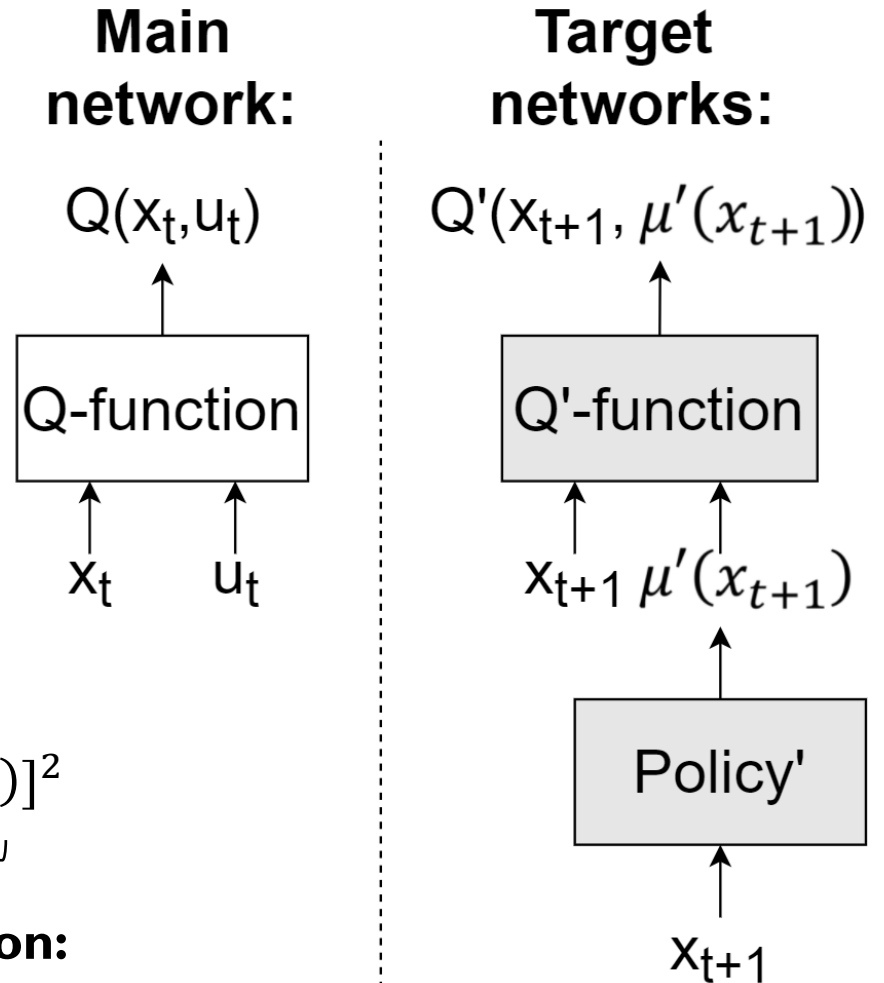 Main
network:
Q(xₜ,uₜ)
Q-function
xₜ uₜ
)]²
on:
Target
networks:
Q'(xₜ₊₁, μ′(xₜ₊₁))
Q'-function
xₜ₊₁ μ′(xₜ₊₁)
Policy'
xₜ₊₁